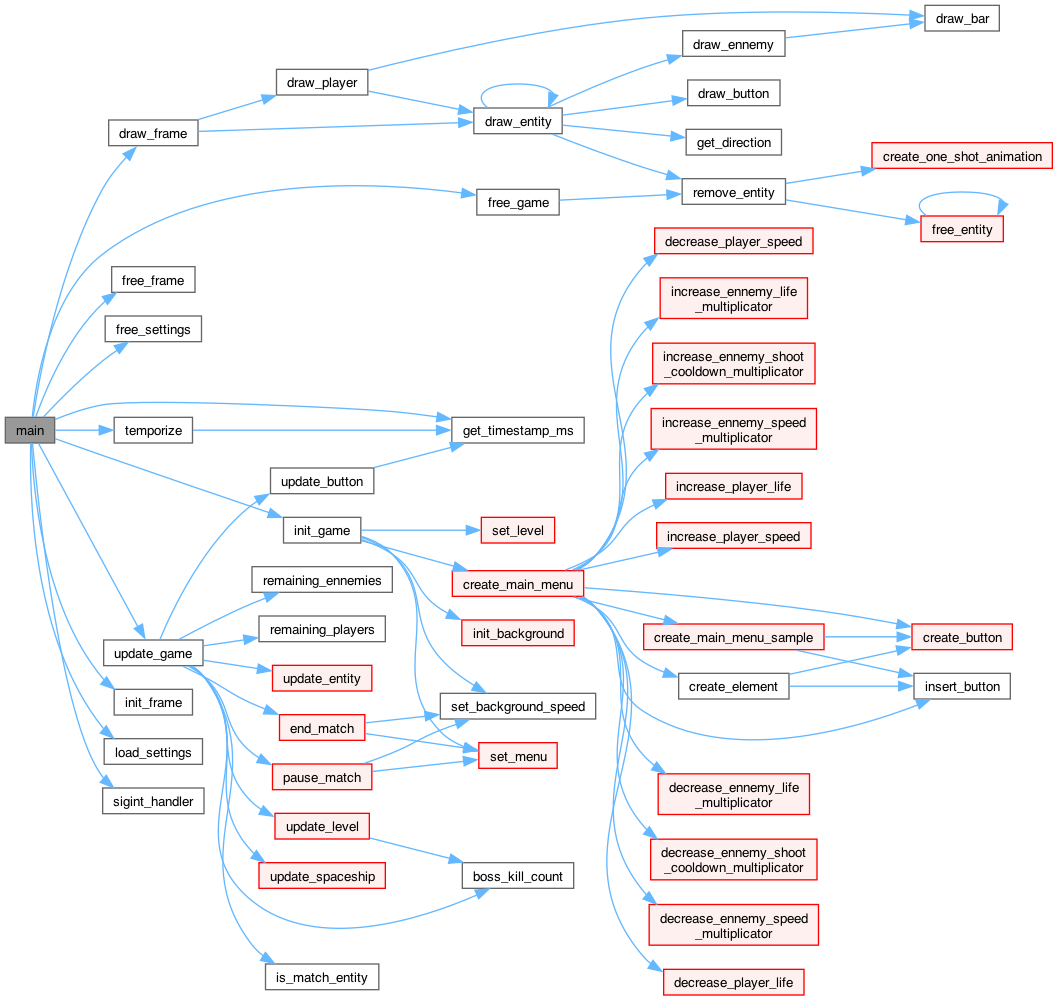 draw_bar
draw_ennemy
draw_player
draw_button
draw_entity
draw_frame
get_direction
create_one_shot_animation
remove_entity
free_game
free_entity
decrease_player_speed
free_frame
increase_ennemy_life
_multiplicator
free_settings
increase_ennemy_shoot
_cooldown_multiplicator
main
temporize
get_timestamp_ms
increase_ennemy_speed
_multiplicator
update_button
increase_player_life
init_game
set_level
increase_player_speed
remaining_ennemies
create_main_menu
remaining_players
init_background
create_main_menu_sample
create_button
update_game
update_entity
create_element
insert_button
init_frame
set_background_speed
end_match
load_settings
set_menu
pause_match
decrease_ennemy_life
_multiplicator
sigint_handler
update_level
decrease_ennemy_shoot
_cooldown_multiplicator
update_spaceship
boss_kill_count
decrease_ennemy_speed
_multiplicator
is_match_entity
decrease_player_life